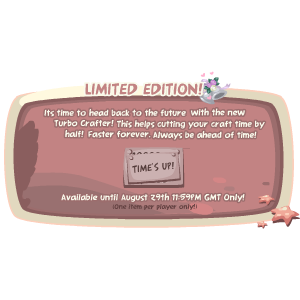 LIMITED EDITION!
Its time to head back to the future with the new
Turbo Crafter! This helps cutting your craft time by
half! Faster forever. Always be ahead of time!
TIME'S UP!
Available until August 29th 11:59PM GMT Only!
(One item per player only!)